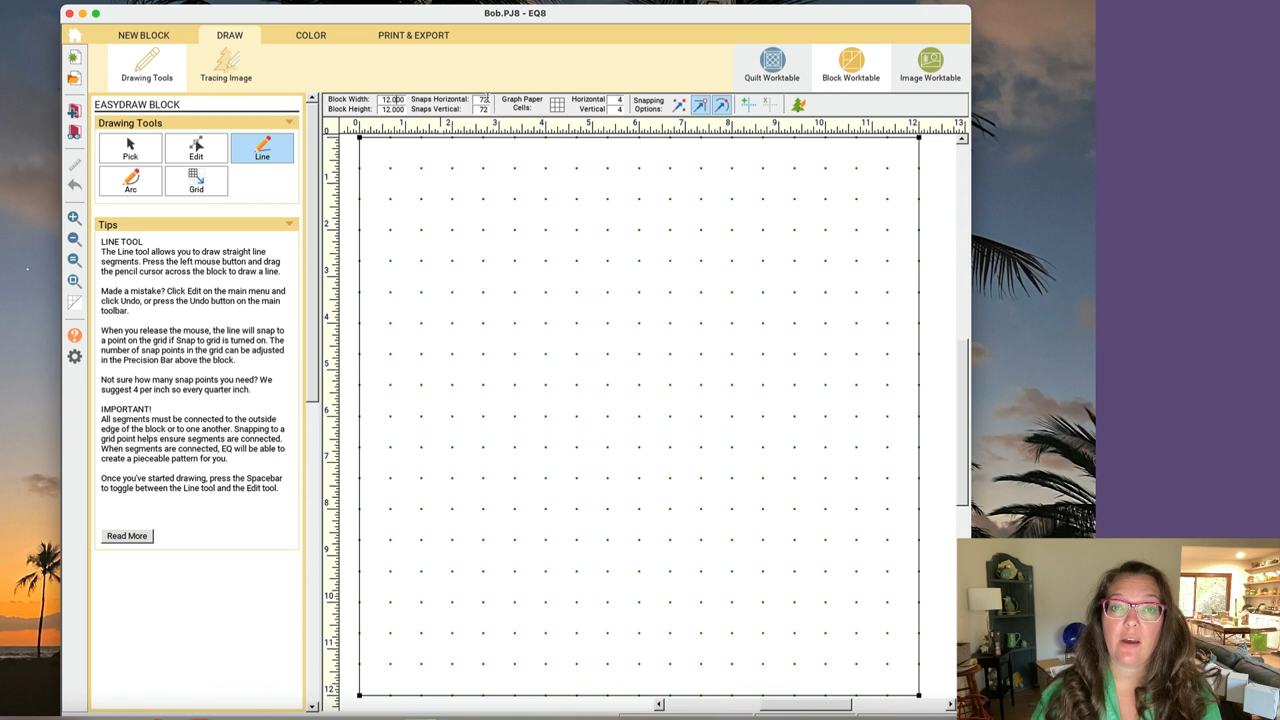 Bob.PJ8 - EQ8
NEW BLOCK DRAW COLOR PRINT & EXPORT
Drawing Tools Tracing Image Quilt Worktable Block Worktable Image Worktable
EASYDRAW BLOCK
Block Width: 12.000 Snaps Horizontal: 72 Graph Paper Cells: Horizontal 4 Snapping Options:
Block Height: 12.000 Snaps Vertical: 72 Vertical 4
0 1 2 3 4 5 6 7 8 9 10 11 12 13
0
1
2
3
4
5
6
7
8
9
10
11
12
Drawing Tools
Pick Edit Line
Arc Grid
Tips
LINE TOOL
The Line tool allows you to draw straight line
segments. Press the left mouse button and drag
the pencil cursor across the block to draw a line.
Made a mistake? Click Edit on the main menu and
click Undo, or press the Undo button on the main
toolbar.
When you release the mouse, the line will snap to
a point on the grid if Snap to grid is turned on. The
number of snap points in the grid can be adjusted
in the Precision Bar above the block.
Not sure how many snap points you need? We
suggest 4 per inch so every quarter inch.
IMPORTANT!
All segments must be connected to the outside
edge of the block or to one another. Snapping to a
grid point helps ensure segments are connected.
When segments are connected, EQ will be able to
create a pieceable pattern for you.
Once you've started drawing, press the Spacebar
to toggle between the Line tool and the Edit tool.
Read More